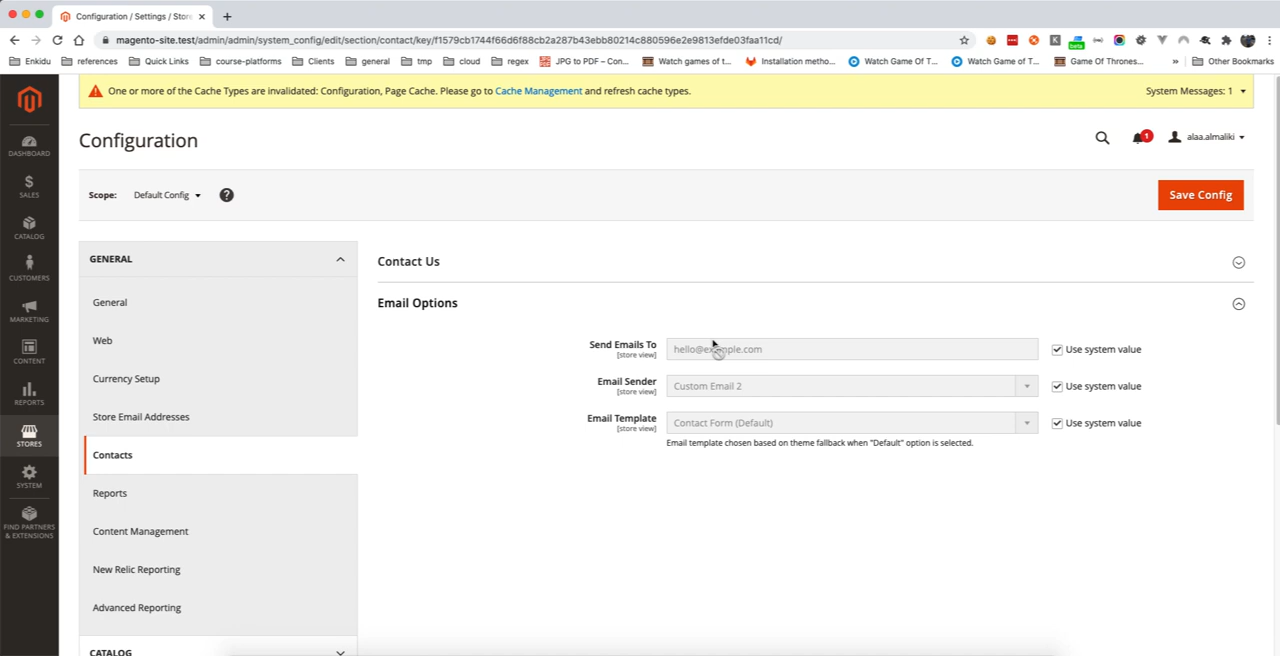 Configuration / Settings / Store
magento-site.test/admin/admin/system_config/edit/section/contact/key/f1579cb1744f66d6f88cb2a287b43ebb80214c880596e2e9813efde03faa11cd/
beta
Enkidu references Quick Links course-platforms Clients general tmp cloud regex JPG to PDF – Con... Watch games of t... Installation metho... Watch Game Of T... Watch Game of T... Game Of Thrones... » Other Bookmarks
One or more of the Cache Types are invalidated: Configuration, Page Cache. Please go to Cache Management and refresh cache types. System Messages: 1
Configuration
1 alaa.almaliki
Scope: Default Config ? Save Config
DASHBOARD
SALES
CATALOG
CUSTOMERS
MARKETING
CONTENT
REPORTS
STORES
SYSTEM
FIND PARTNERS
& EXTENSIONS
GENERAL
General
Web
Currency Setup
Store Email Addresses
Contacts
Reports
Content Management
New Relic Reporting
Advanced Reporting
CATALOG
Contact Us
Email Options
Send Emails To
[store view]
Use system value
Email Sender Custom Email 2
[store view]
Use system value
Email Template Contact Form (Default)
[store view]
Use system value
Email template chosen based on theme fallback when "Default" option is selected.